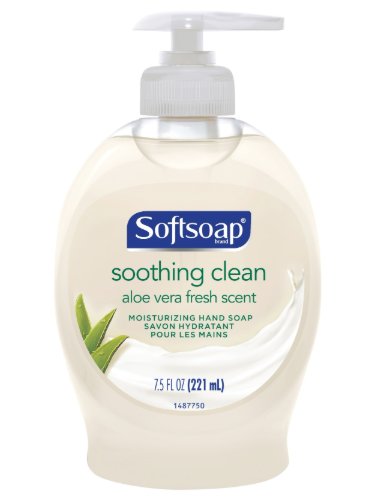 Softsoap®
brand
soothing clean
aloe vera fresh scent
MOISTURIZING HAND SOAP
SAVON HYDRATANT
POUR LES MAINS
7.5 FL OZ (221 mL)
1487750